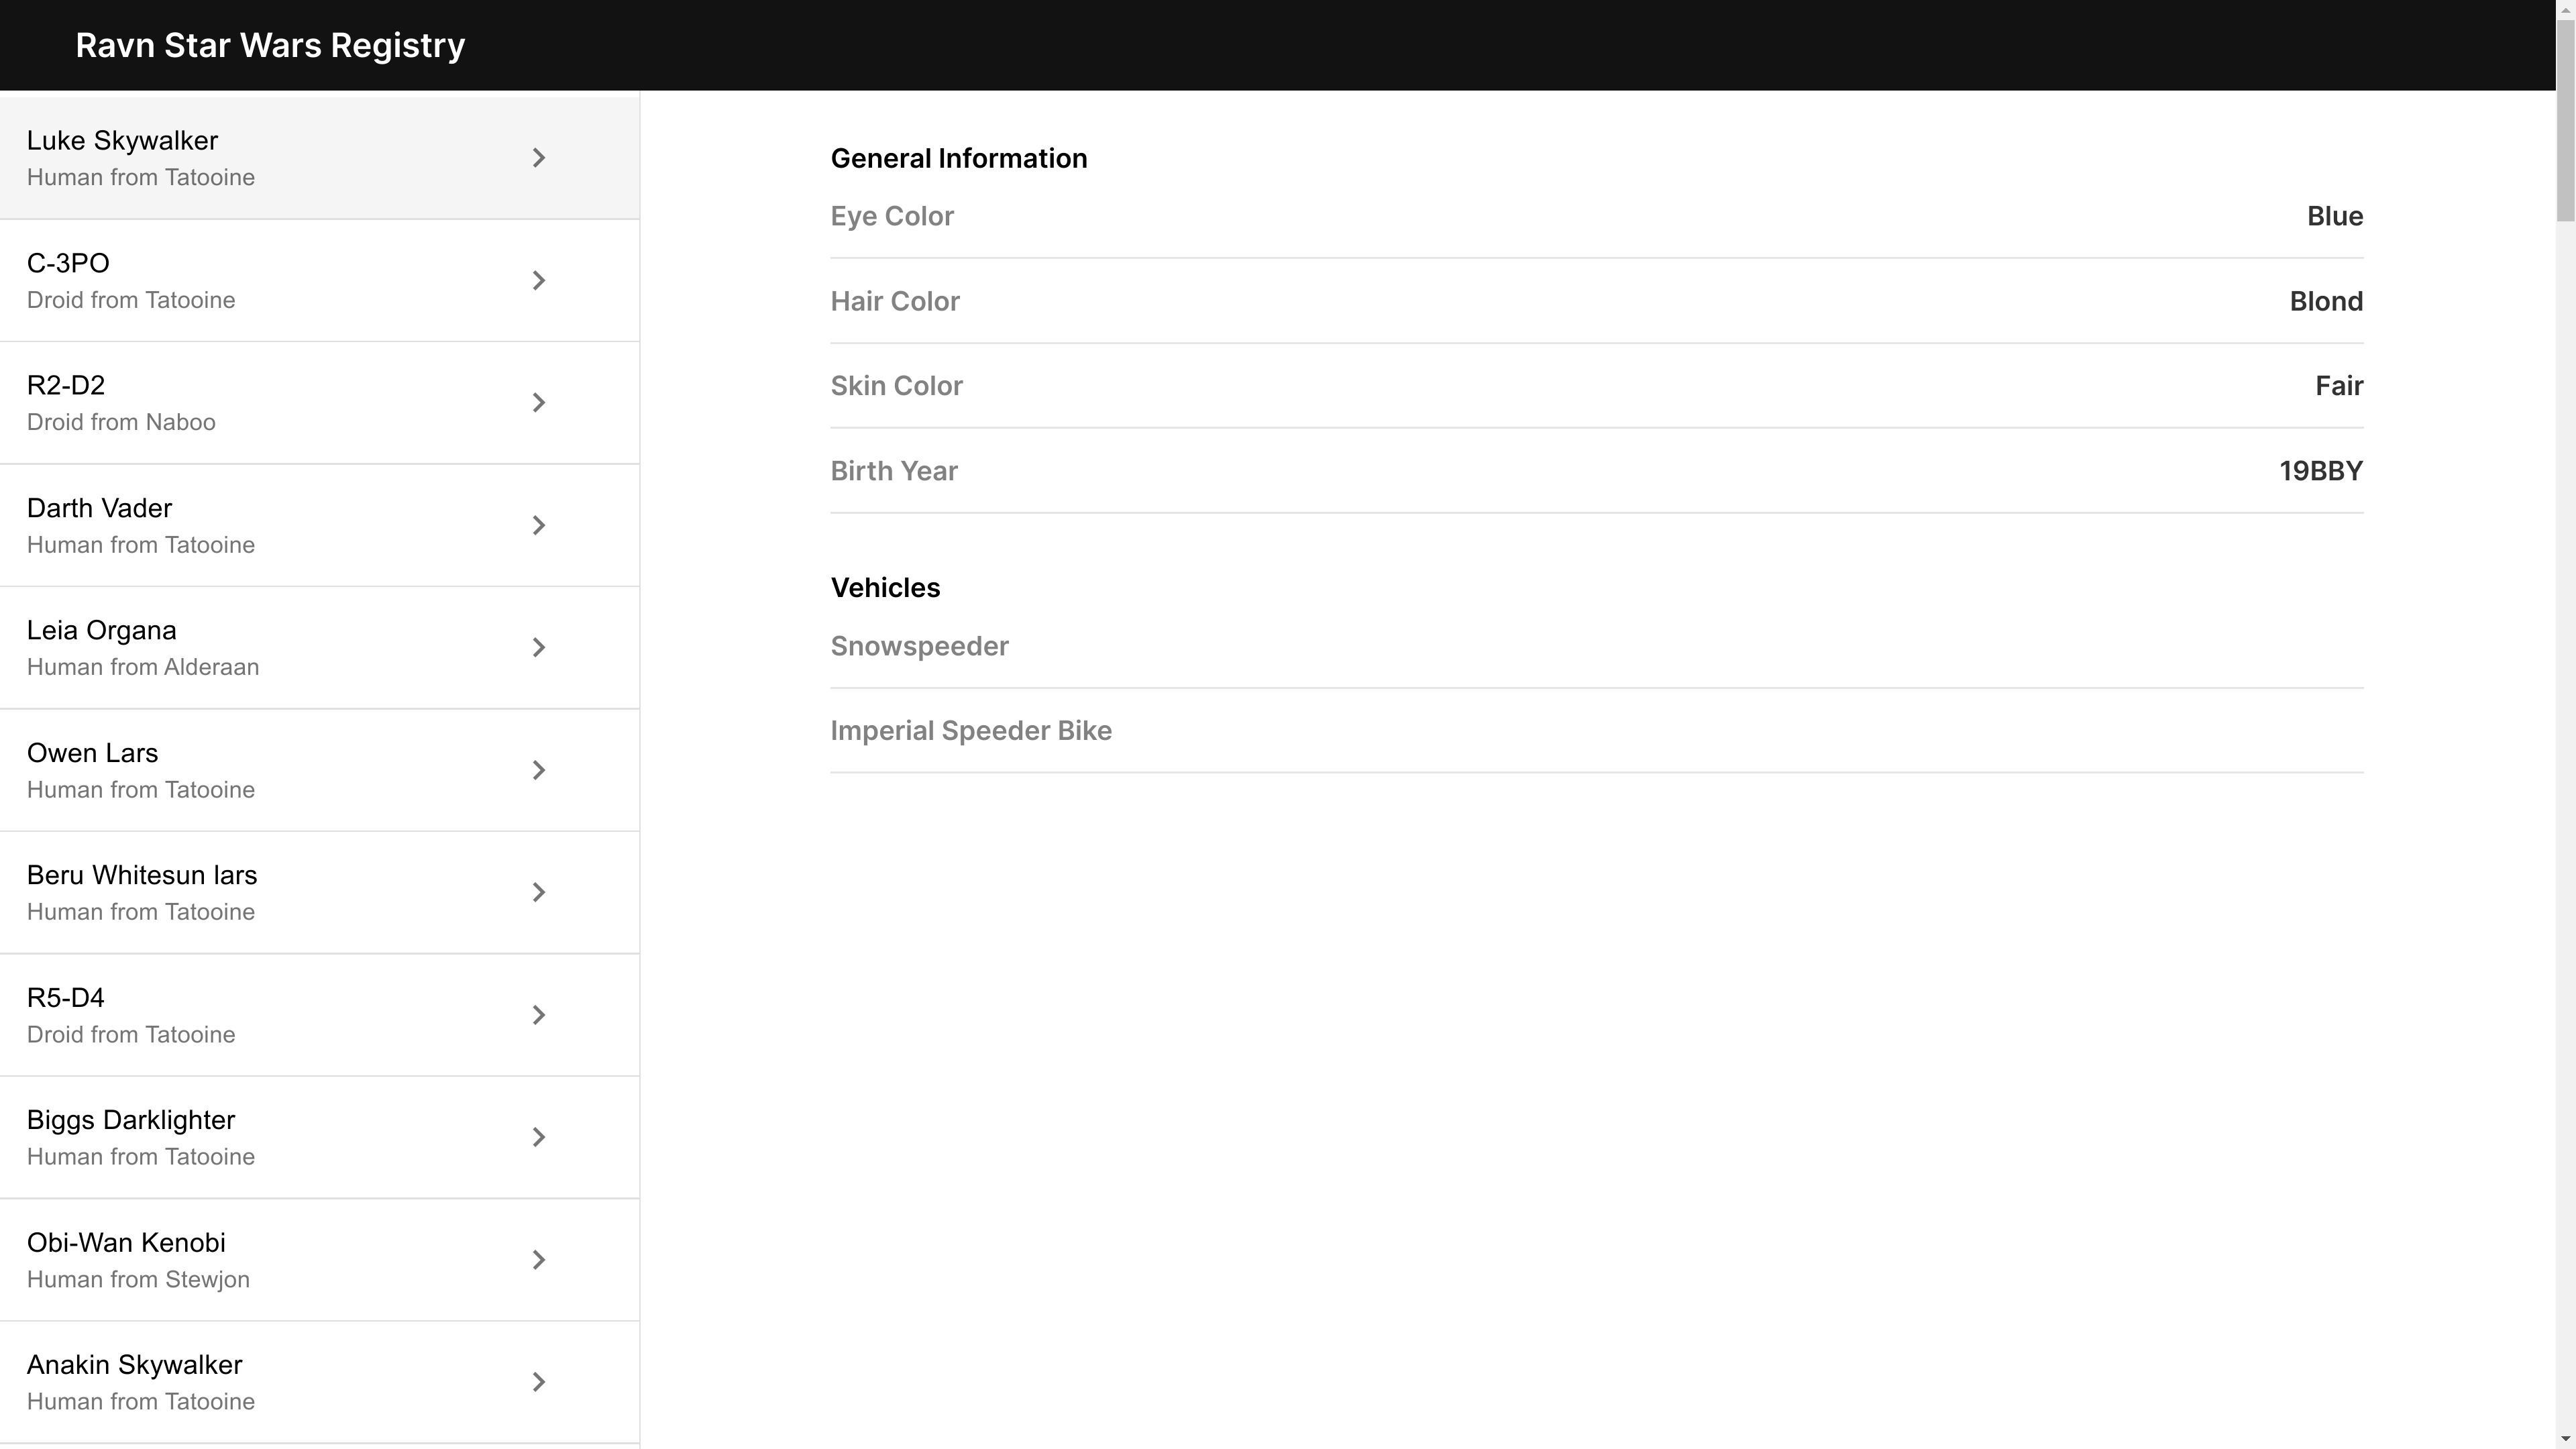 Ravn Star Wars Registry
Luke Skywalker
Human from Tatooine
C-3PO
Droid from Tatooine
R2-D2
Droid from Naboo
Darth Vader
Human from Tatooine
Leia Organa
Human from Alderaan
Owen Lars
Human from Tatooine
Beru Whitesun lars
Human from Tatooine
R5-D4
Droid from Tatooine
Biggs Darklighter
Human from Tatooine
Obi-Wan Kenobi
Human from Stewjon
Anakin Skywalker
Human from Tatooine
General Information
Eye Color Blue
Hair Color Blond
Skin Color Fair
Birth Year 19BBY
Vehicles
Snowspeeder
Imperial Speeder Bike